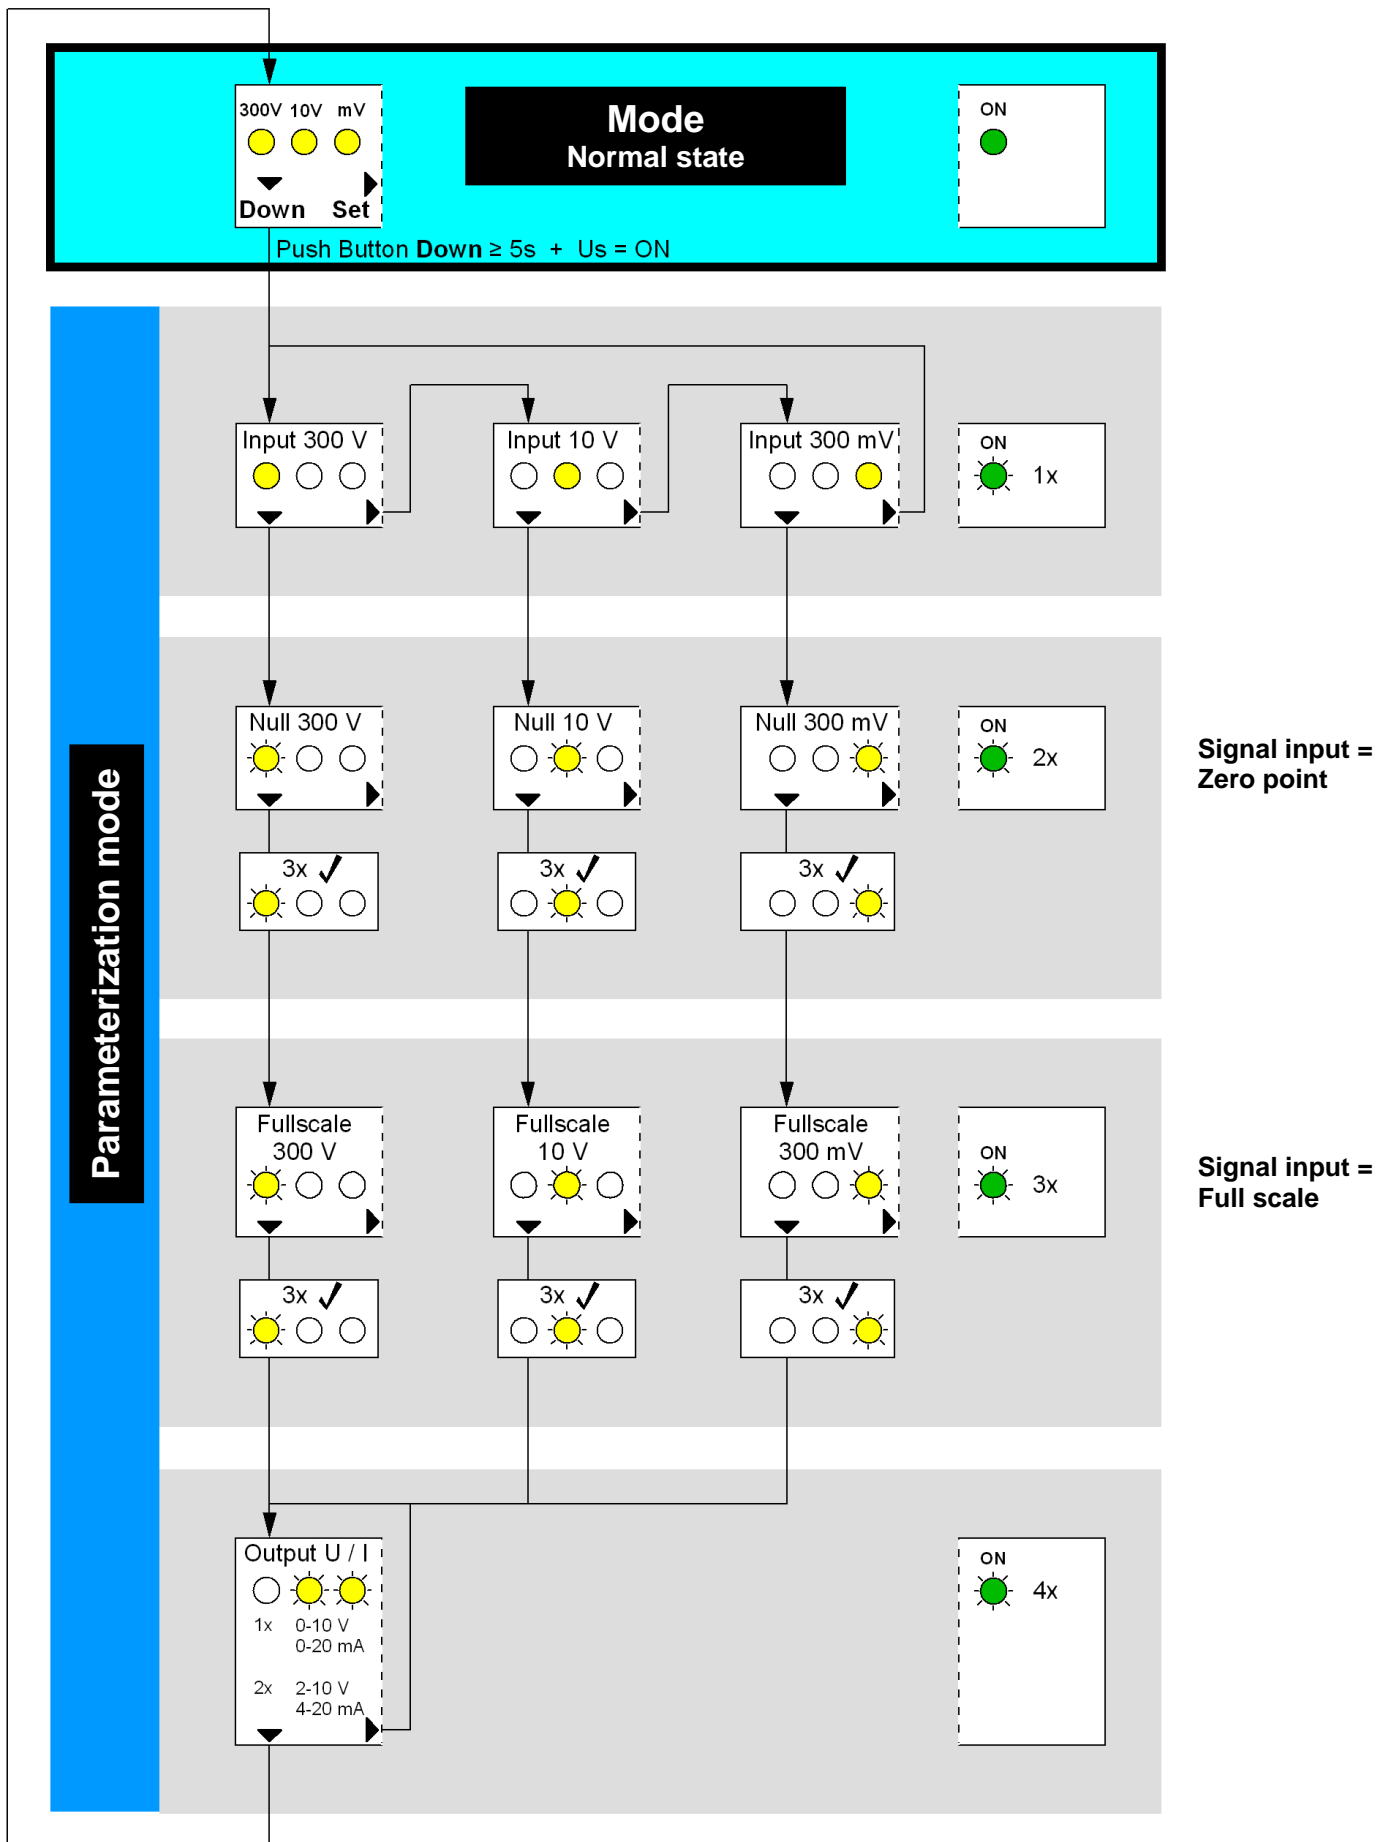 300V 10V mV
Down Set
Mode
Normal state
ON
Push Button Down ≥ 5s + Us = ON
Parameterization mode
Input 300 V
Input 10 V
Input 300 mV
ON
1x
Null 300 V
Null 10 V
Null 300 mV
ON
2x
Signal input =
Zero point
3x ✓
3x ✓
3x ✓
Fullscale
300 V
Fullscale
10 V
Fullscale
300 mV
ON
3x
Signal input =
Full scale
3x ✓
3x ✓
3x ✓
Output U / I
1x 0-10 V
0-20 mA
2x 2-10 V
4-20 mA
ON
4x